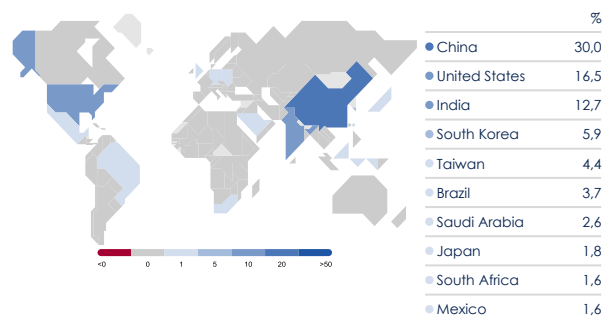 %
China 30,0
United States 16,5
India 12,7
South Korea 5,9
Taiwan 4,4
Brazil 3,7
Saudi Arabia 2,6
Japan 1,8
South Africa 1,6
Mexico 1,6
<0 0 1 5 10 20 >50